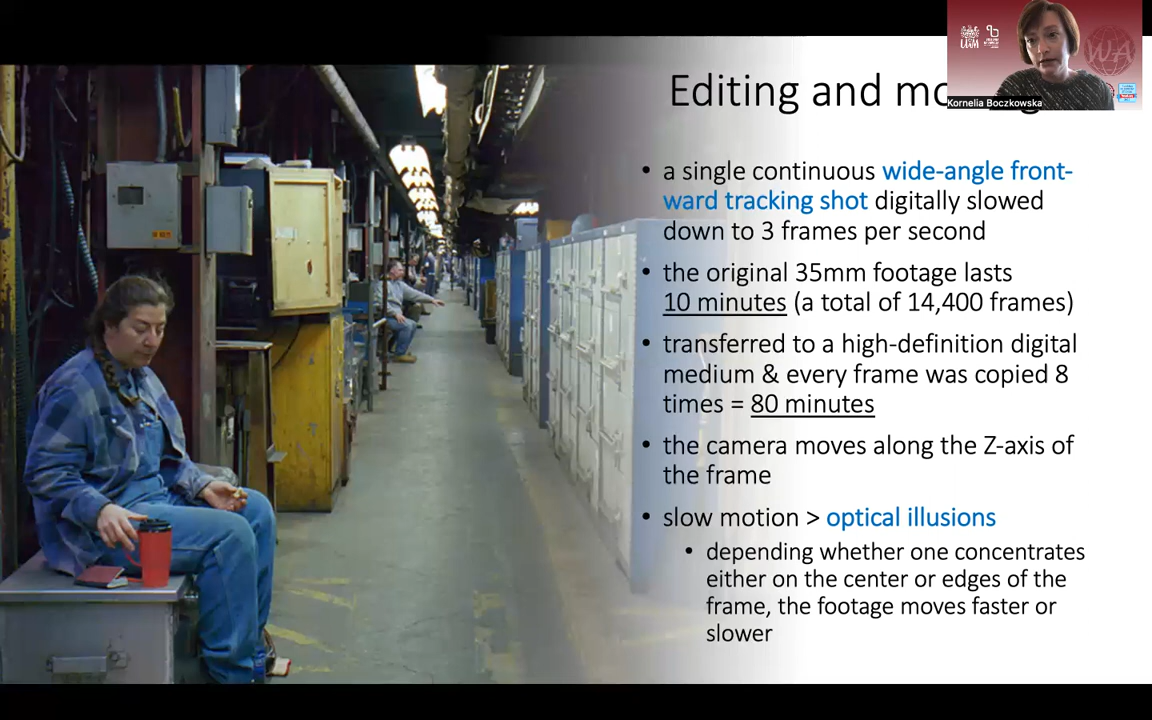 Editing and mo
Kornelia Boczkowska
• a single continuous wide-angle front-
ward tracking shot digitally slowed
down to 3 frames per second
• the original 35mm footage lasts
10 minutes (a total of 14,400 frames)
• transferred to a high-definition digital
medium & every frame was copied 8
times = 80 minutes
• the camera moves along the Z-axis of
the frame
• slow motion > optical illusions
• depending whether one concentrates
either on the center or edges of the
frame, the footage moves faster or
slower
WA